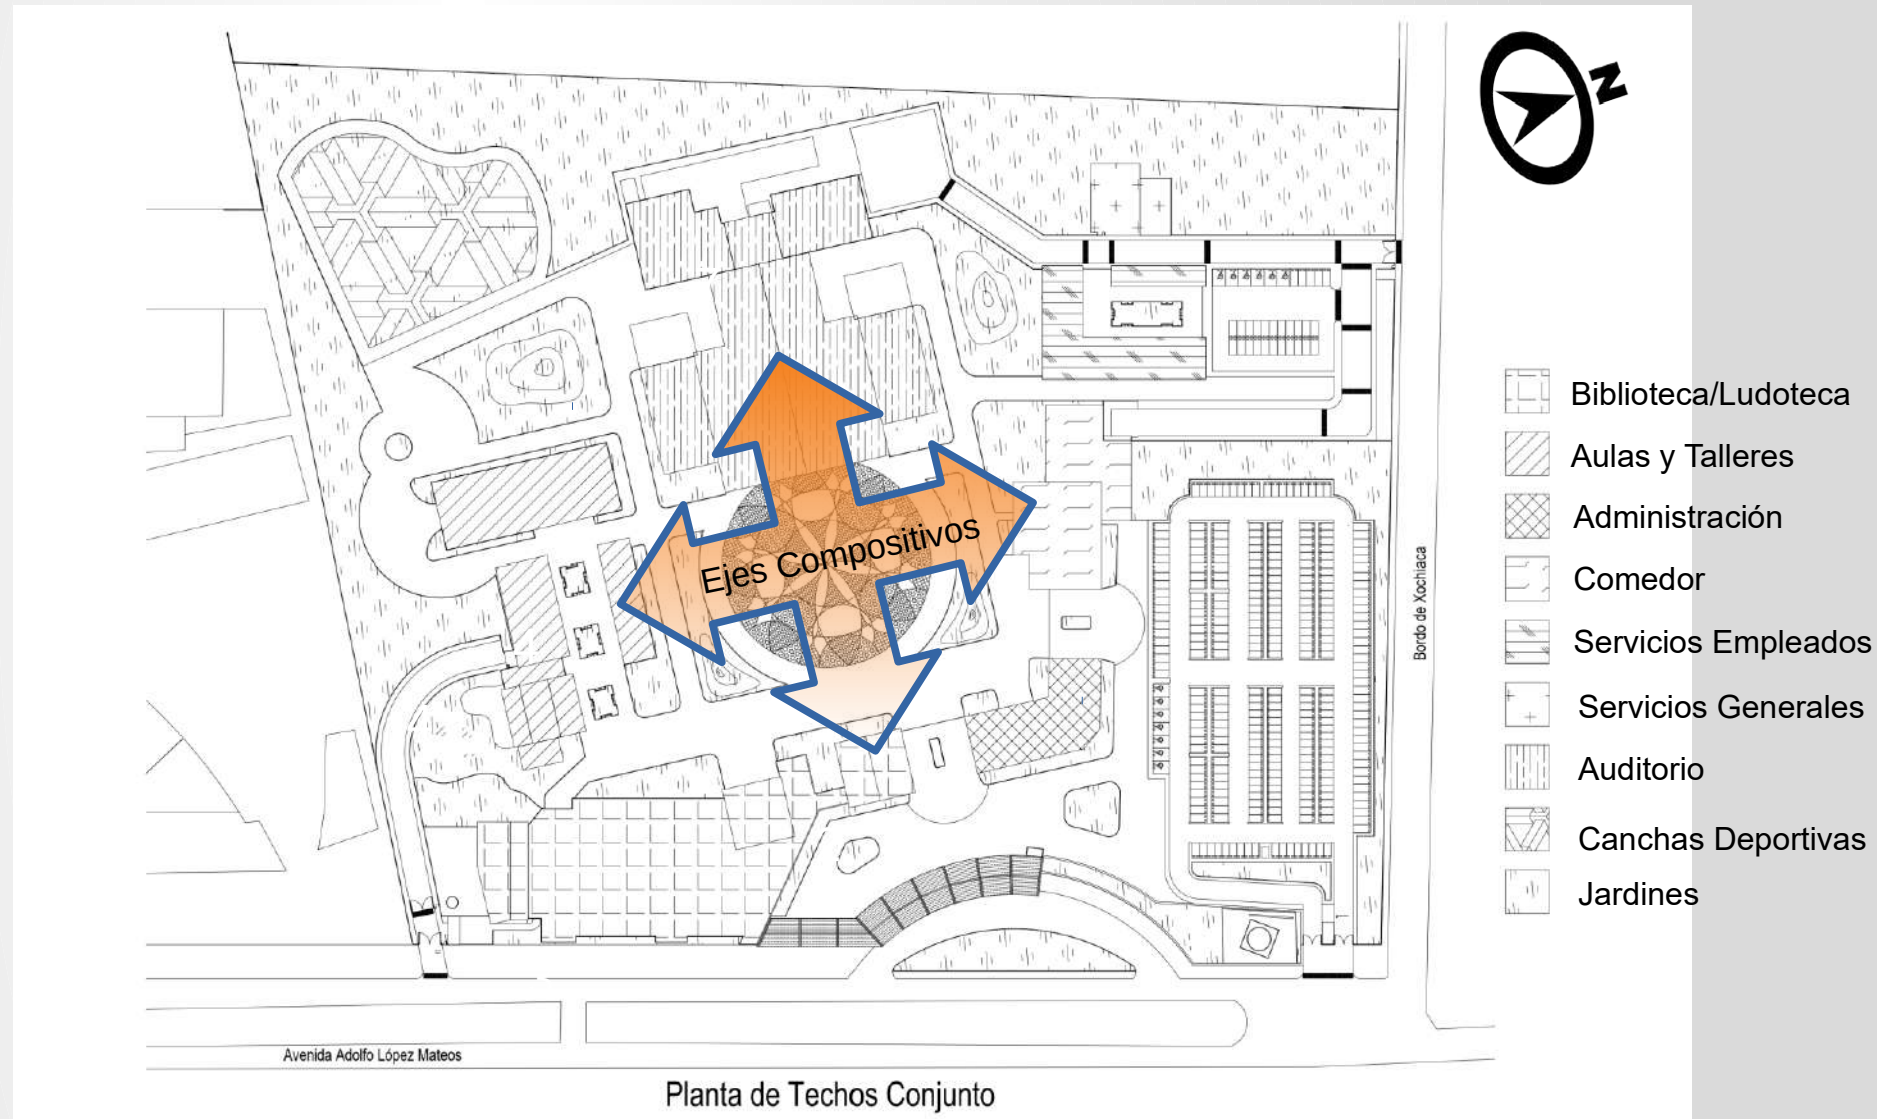 N
Biblioteca/Ludoteca
Aulas y Talleres
Administración
Comedor
Servicios Empleados
Servicios Generales
Auditorio
Canchas Deportivas
Jardines
Ejes Compositivos
Bordo de Xochiaca
Avenida Adolfo López Mateos
Planta de Techos Conjunto